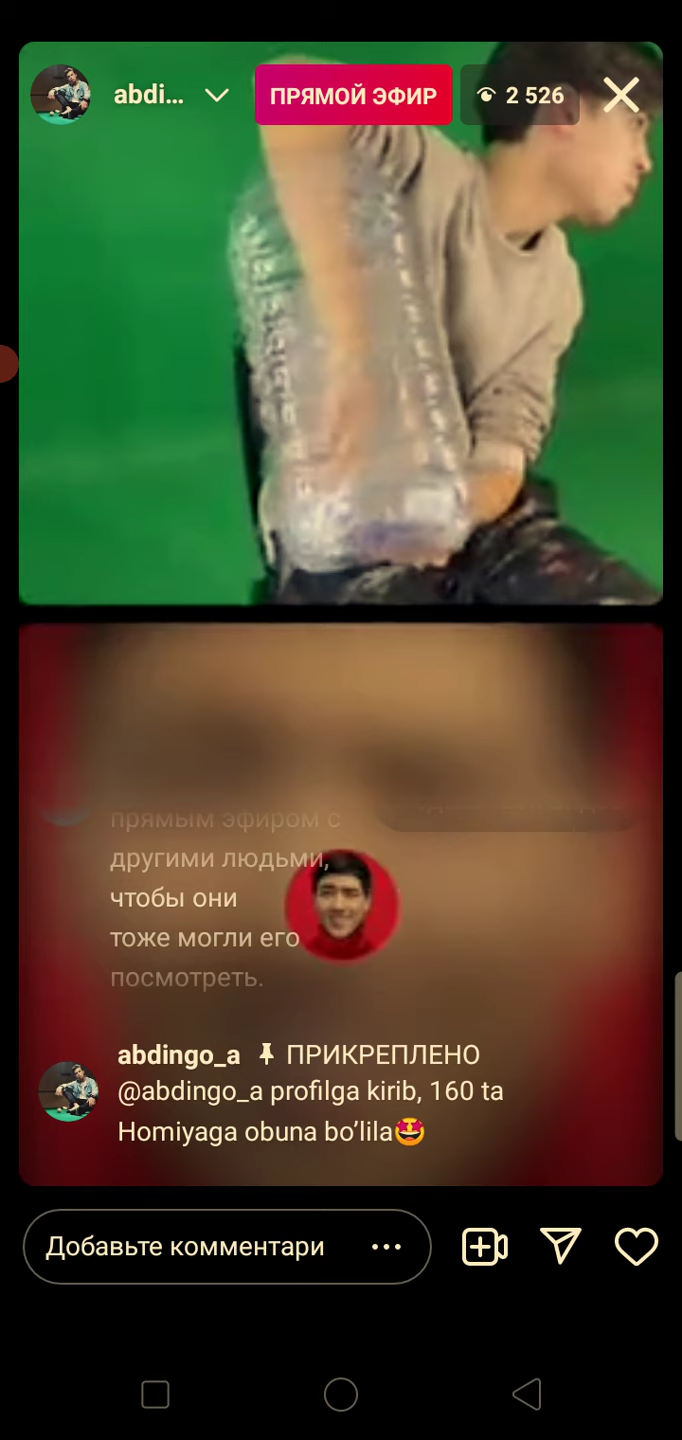 abdi...
ПРЯМОЙ ЭФИР
2 526
прямым эфиром с
другими людьми,
чтобы они
тоже могли его
посмотреть.
abdingo_a ПРИКРЕПЛЕНО
@abdingo_a profilga kirib, 160 ta
Homiyaga obuna bo’lila🤩
Добавьте комментари